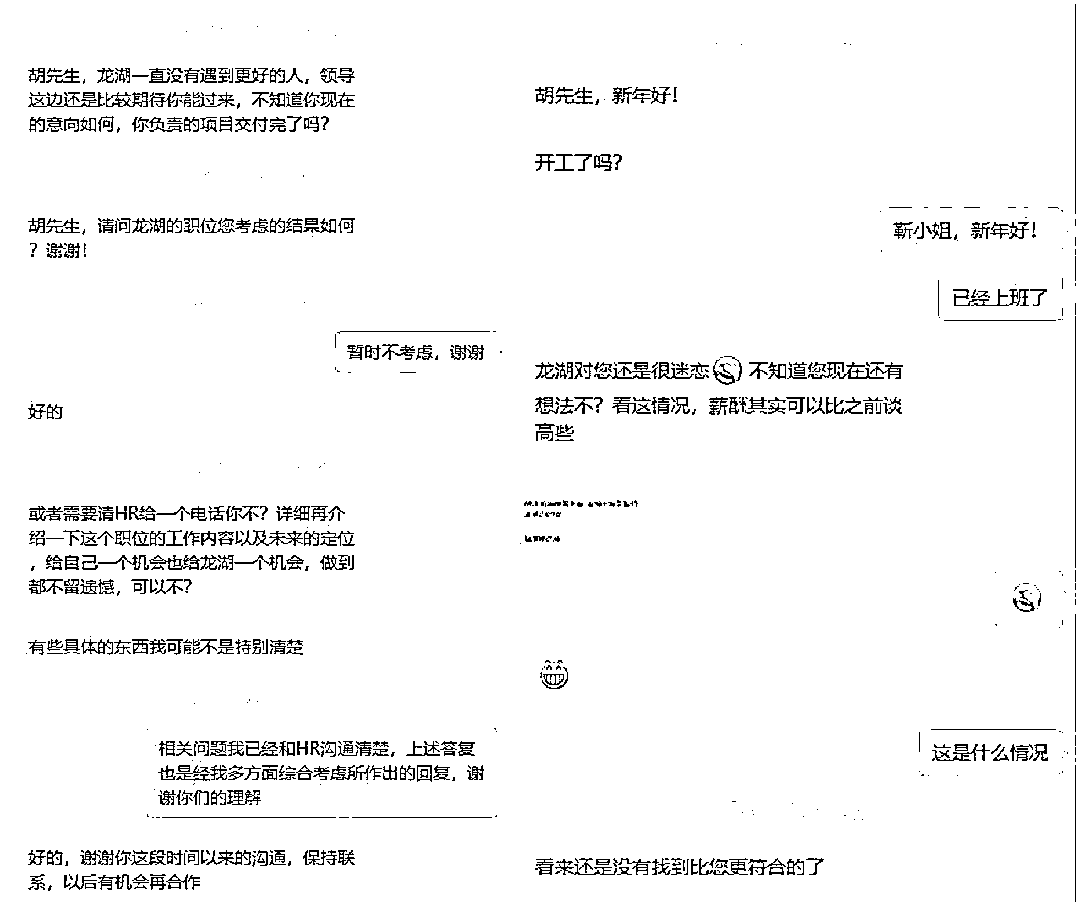 胡先生，龙湖一直没有遇到更好的人，领导
这边还是比较期待你能过来，不知道你现在
的意向如何，你负责的项目交付完了吗？
胡先生，请问龙湖的职位您考虑的结果如何
？谢谢！
暂时不考虑，谢谢
好的
或者需要请HR给一个电话你不？详细再介
绍一下这个职位的工作内容以及未来的定位
，给自己一个机会也给龙湖一个机会，做到
都不留遗憾，可以不？
有些具体的东西我可能不是特别清楚
相关问题我已经和HR沟通清楚，上述答复
也是经我多方面综合考虑所作出的回复，谢
谢你们的理解
好的，谢谢你这段时间以来的沟通，保持联
系，以后有机会再合作
胡先生，新年好！
开工了吗？
靳小姐，新年好！
已经上班了
龙湖对您还是很迷恋 不知道您现在还有
想法不？看这情况，薪酬其实可以比之前谈
高些
这是什么情况
看来还是没有找到比您更符合的了